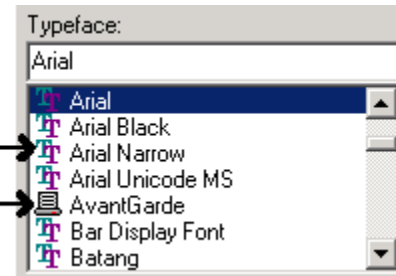 Typeface:
Arial
Arial
Arial Black
Arial Narrow
Arial Unicode MS
AvantGarde
Bar Display Font
Batang